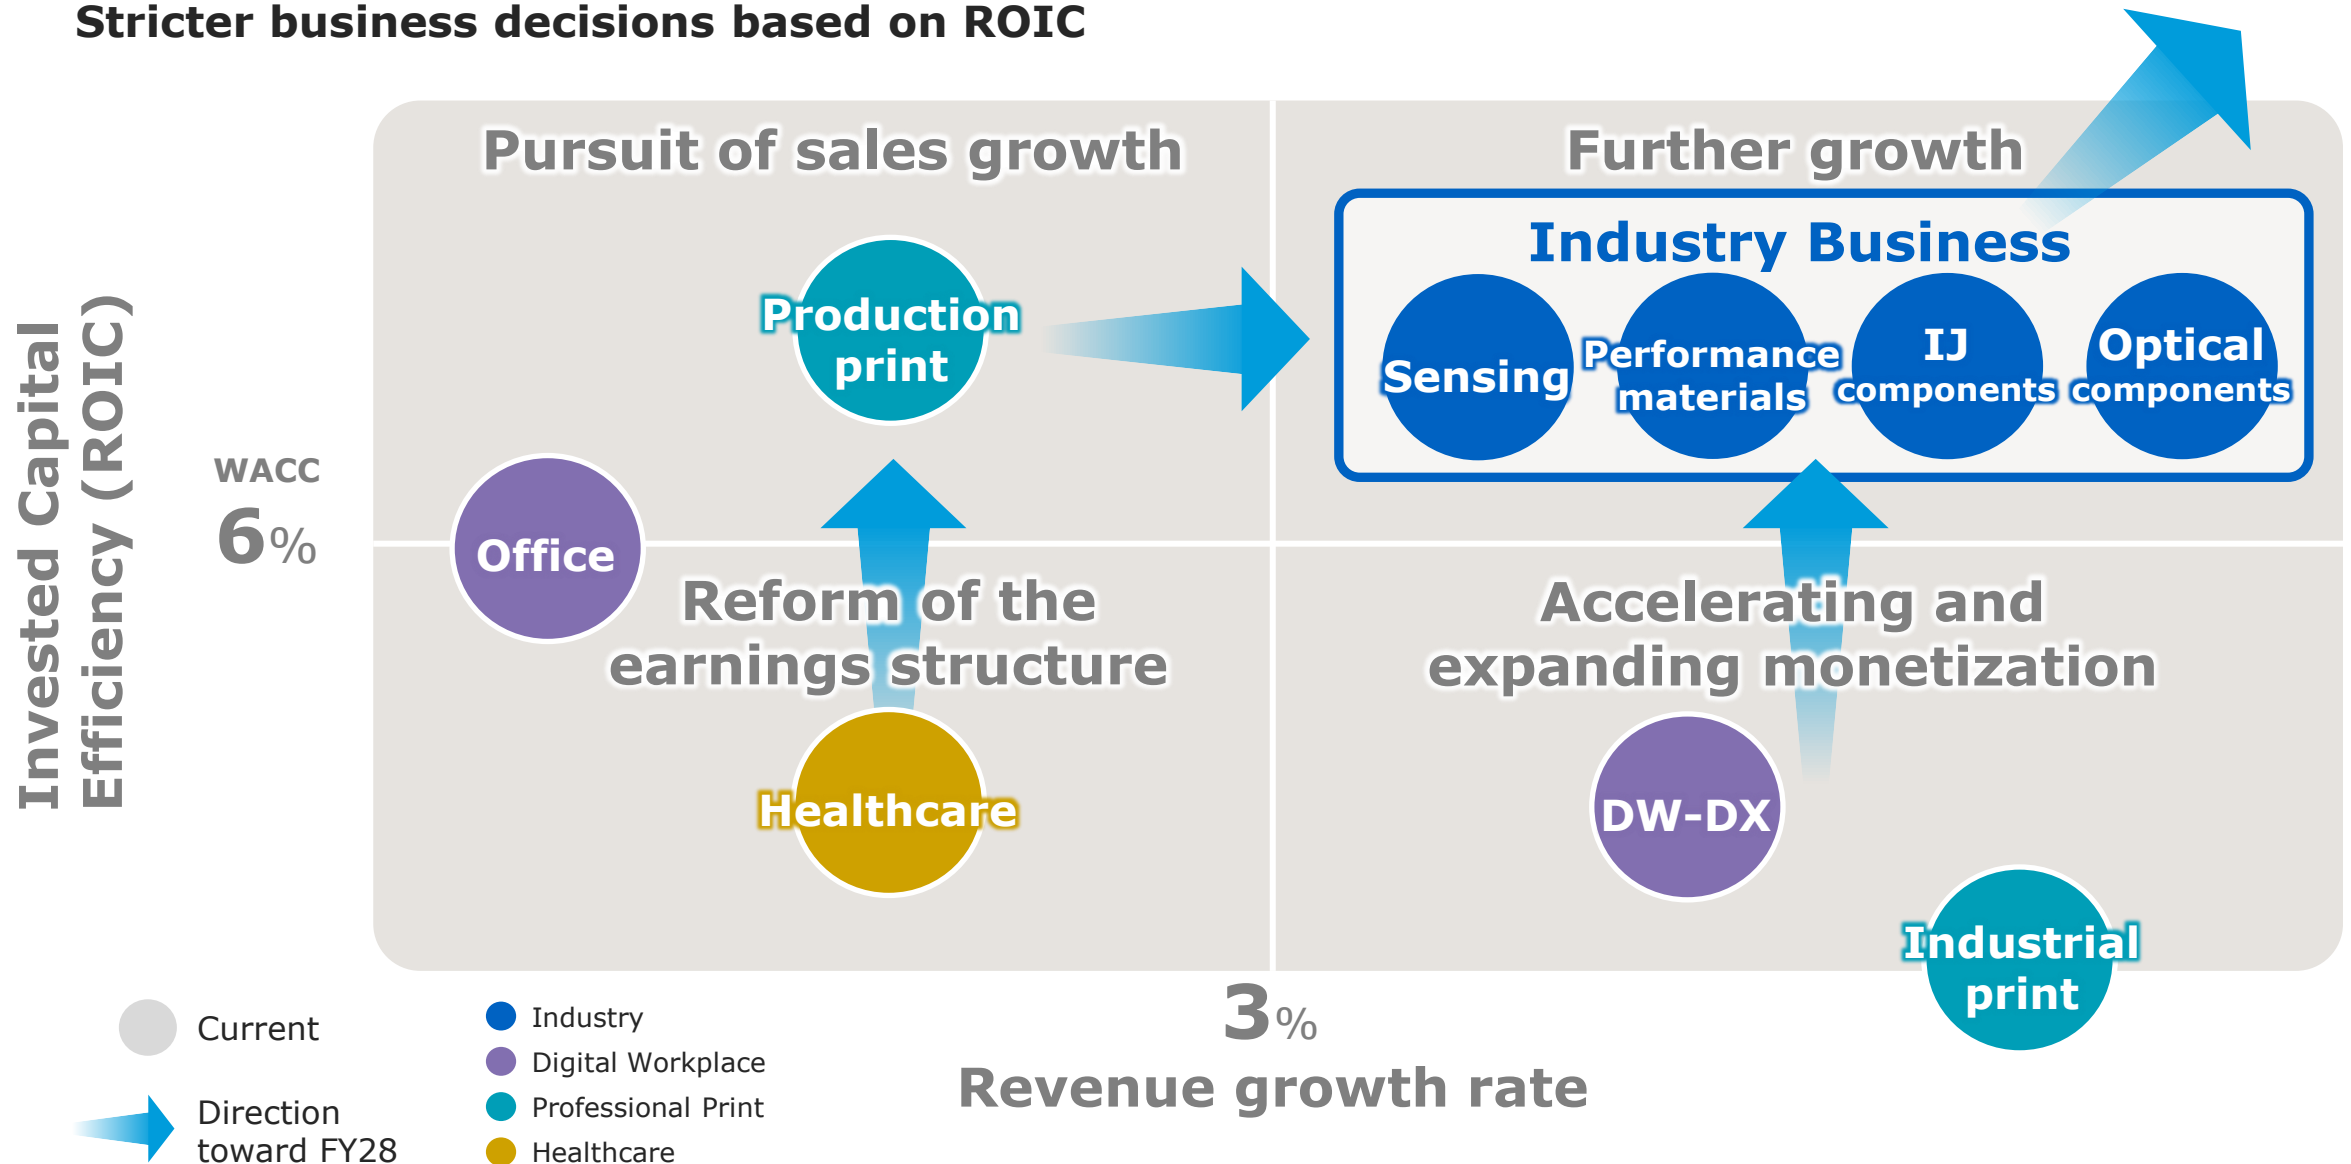 Stricter business decisions based on ROIC
Pursuit of sales growth
Further growth
Industry Business
Production
print
Sensing
Performance
materials
IJ
components
Optical
components
Invested Capital
Efficiency (ROIC)
WACC
6%
Office
Reform of the
earnings structure
Accelerating and
expanding monetization
Healthcare
DW-DX
Industrial
print
3%
Revenue growth rate
Current
Direction
toward FY28
Industry
Digital Workplace
Professional Print
Healthcare